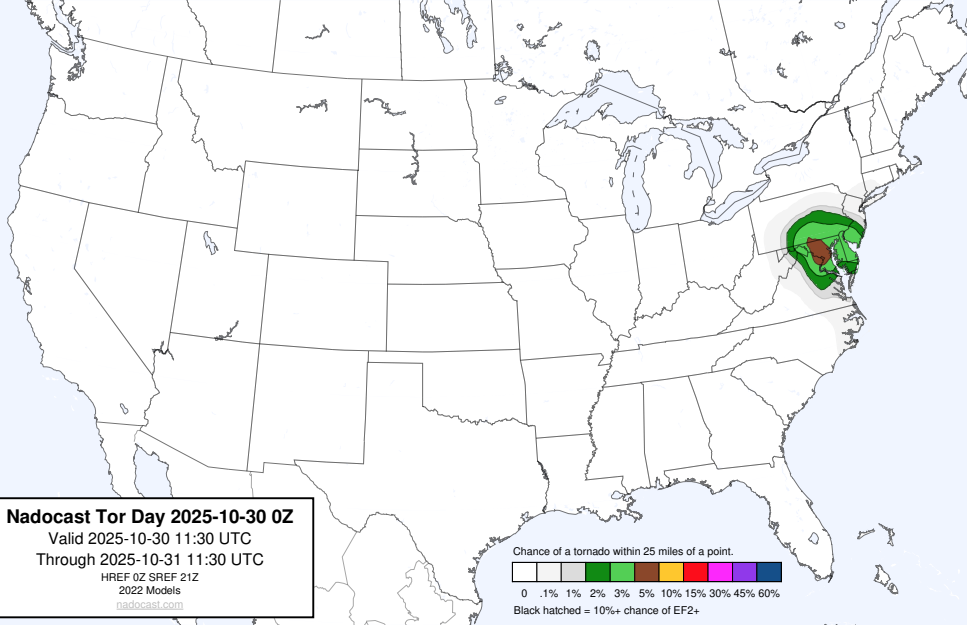 Nadocast Tor Day 2025-10-30 0Z
Valid 2025-10-30 11:30 UTC
Through 2025-10-31 11:30 UTC
HREF 0Z SREF 21Z
2022 Models
nadocast.com
Chance of a tornado within 25 miles of a point.
0 .1% 1% 2% 3% 5% 10% 15% 30% 45% 60%
Black hatched = 10%+ chance of EF2+